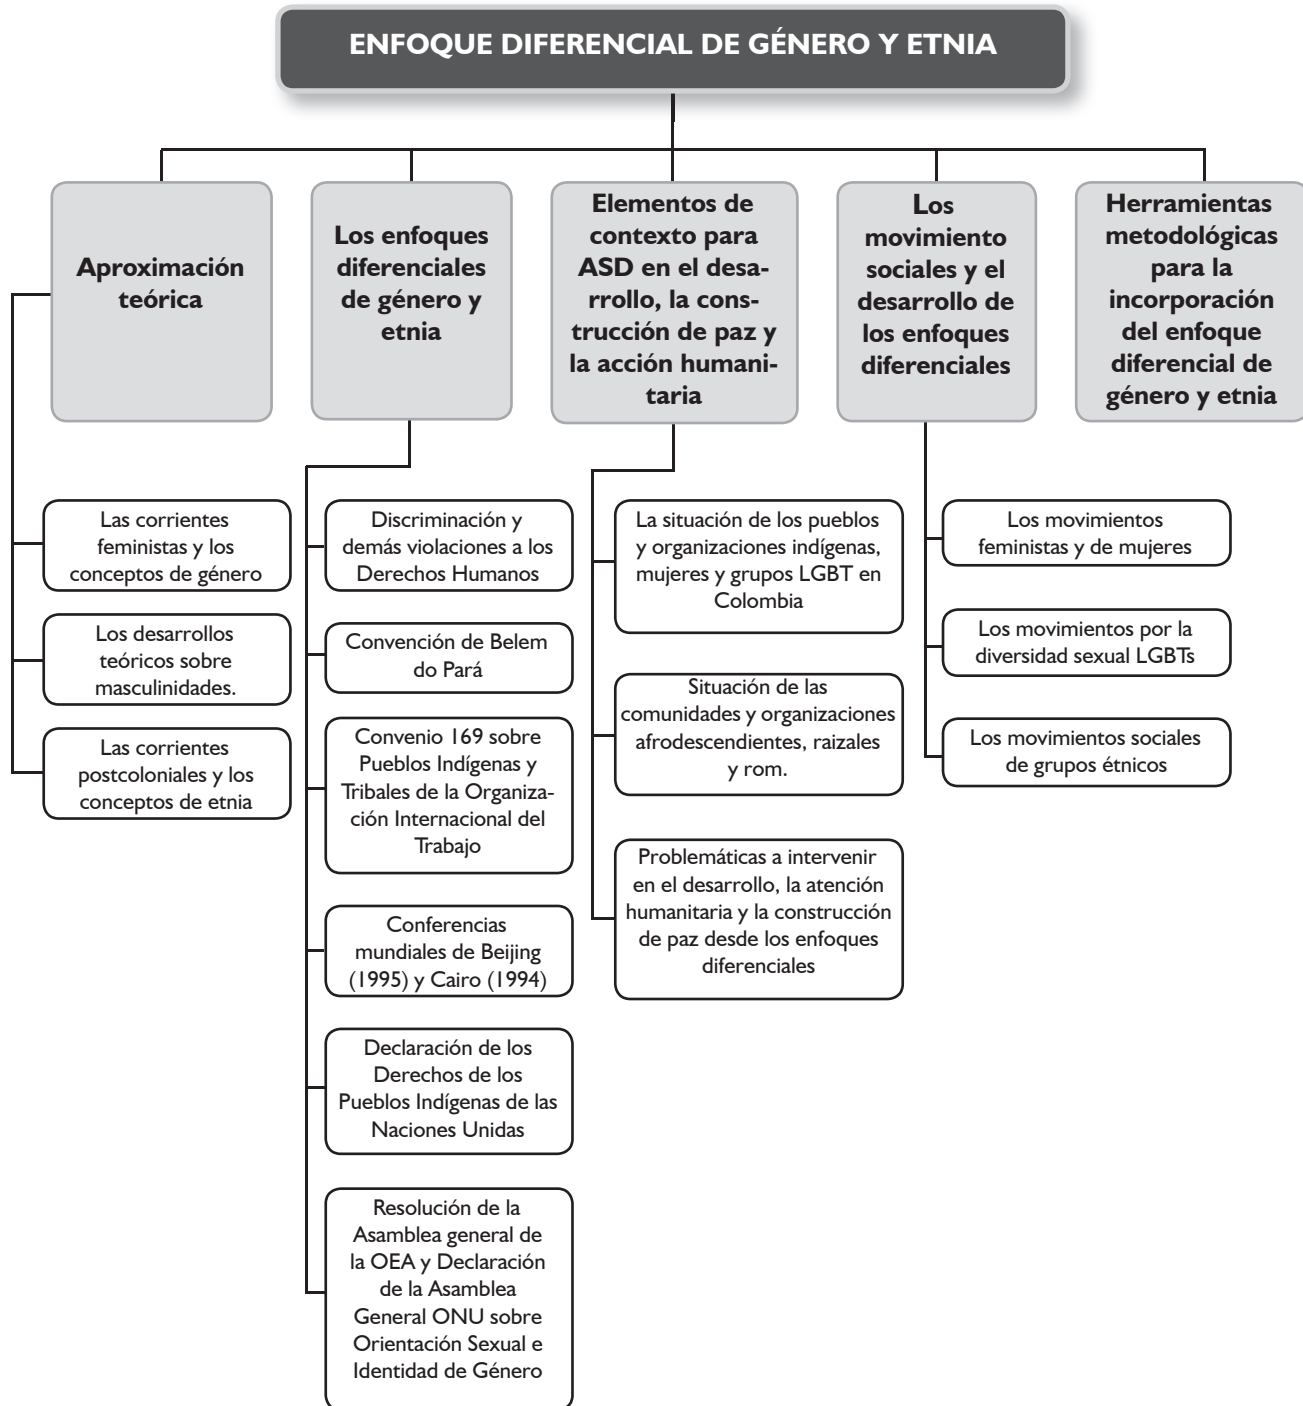 ENFOQUE DIFERENCIAL DE GÉNERO Y ETNIA
Aproximación
teórica
Las corrientes
feministas y los
conceptos de género
Los desarrollos
teóricos sobre
masculinidades.
Las corrientes
postcoloniales y los
conceptos de etnia
Los enfoques
diferenciales
de género y
etnia
Discriminación y
demás violaciones a los
Derechos Humanos
Convención de Belem
do Pará
Convenio 169 sobre
Pueblos Indígenas y
Tribales de la Organiza-
ción Internacional del
Trabajo
Conferencias
mundiales de Beijing
(1995) y Cairo (1994)
Declaración de los
Derechos de los
Pueblos Indígenas de las
Naciones Unidas
Resolución de la
Asamblea general de
la OEA y Declaración
de la Asamblea
General ONU sobre
Orientación Sexual e
Identidad de Género
Elementos de
contexto para
ASD en el desa-
rrollo, la cons-
trucción de paz y
la acción humani-
taria
La situación de los pueblos
y organizaciones indígenas,
mujeres y grupos LGBT en
Colombia
Situación de las
comunidades y organizaciones
afrodescendientes, raizales
y rom.
Problemáticas a intervenir
en el desarrollo, la atención
humanitaria y la construcción
de paz desde los enfoques
diferenciales
Los
movimiento
sociales y el
desarrollo de
los enfoques
diferenciales
Los movimientos
feministas y de mujeres
Los movimientos por la
diversidad sexual LGBTs
Los movimientos sociales
de grupos étnicos
Herramientas
metodológicas
para la
incorporación
del enfoque
diferencial de
género y etnia